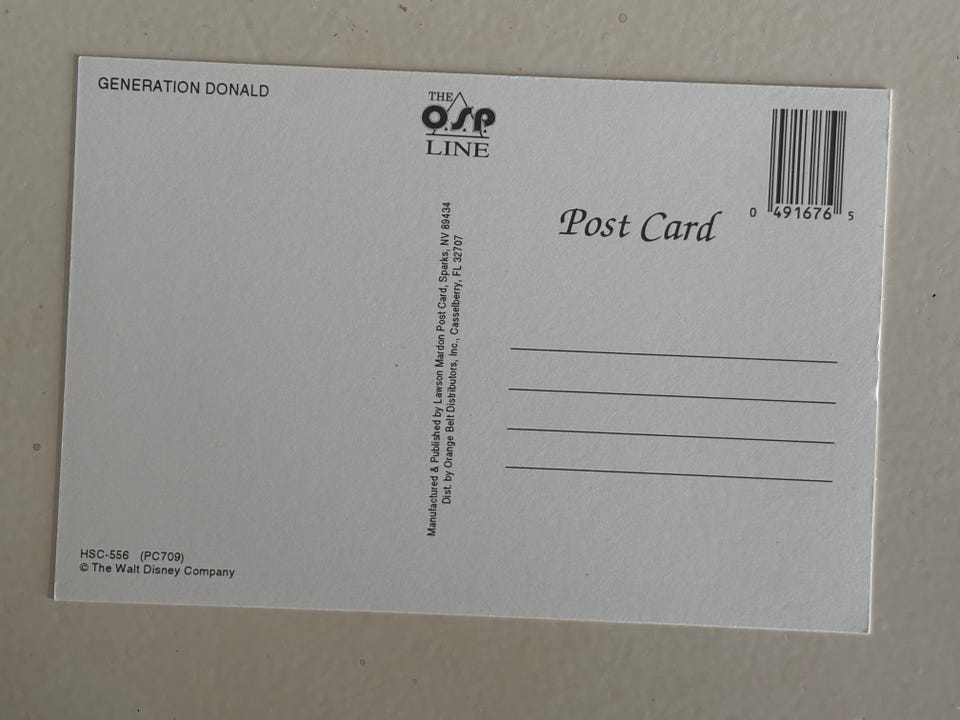 GENERATION DONALD
THE
OSP
LINE
Manufactured & Published by Lawson Mardon Post Card, Sparks, NV 89434
Dist. by Orange Belt Distributors, Inc., Casselberry, FL 32707
Post Card
0 491676 5
HSC-556 (PC709)
© The Walt Disney Company